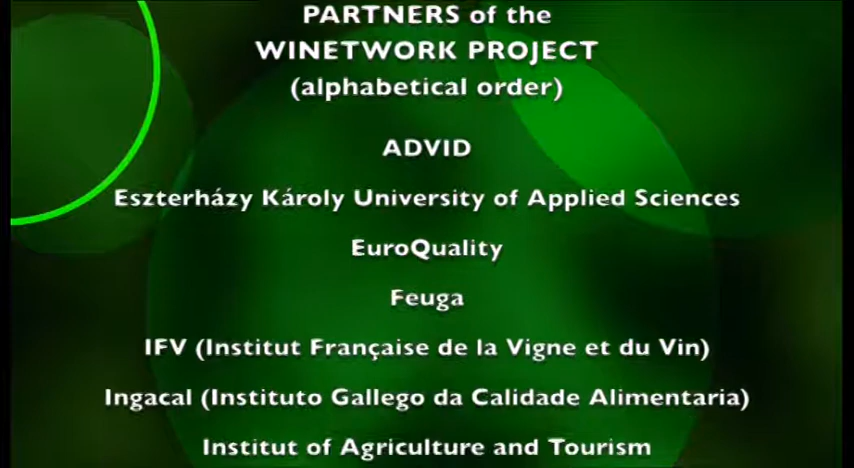 PARTNERS of the
WINETWORK PROJECT
(alphabetical order)
ADVID
Eszterházy Károly University of Applied Sciences
EuroQuality
Feuga
IFV (Institut Française de la Vigne et du Vin)
Ingacal (Instituto Gallego da Calidade Alimentaria)
Institut of Agriculture and Tourism